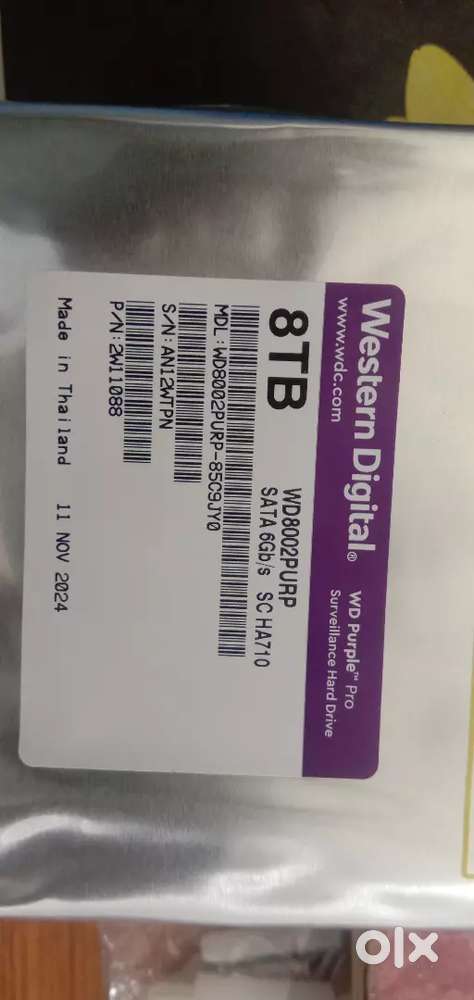 Western Digital®
www.wdc.com
WD Purple™ Pro
Surveillance Hard Drive
8TB
WD8002PURP
SATA 6Gb/s SC HA710
MDL:WD8002PURP-85C9JY0
S/N:AN12WTPN
P/N:2W11088
Made in Thailand 11 NOV 2024
olx